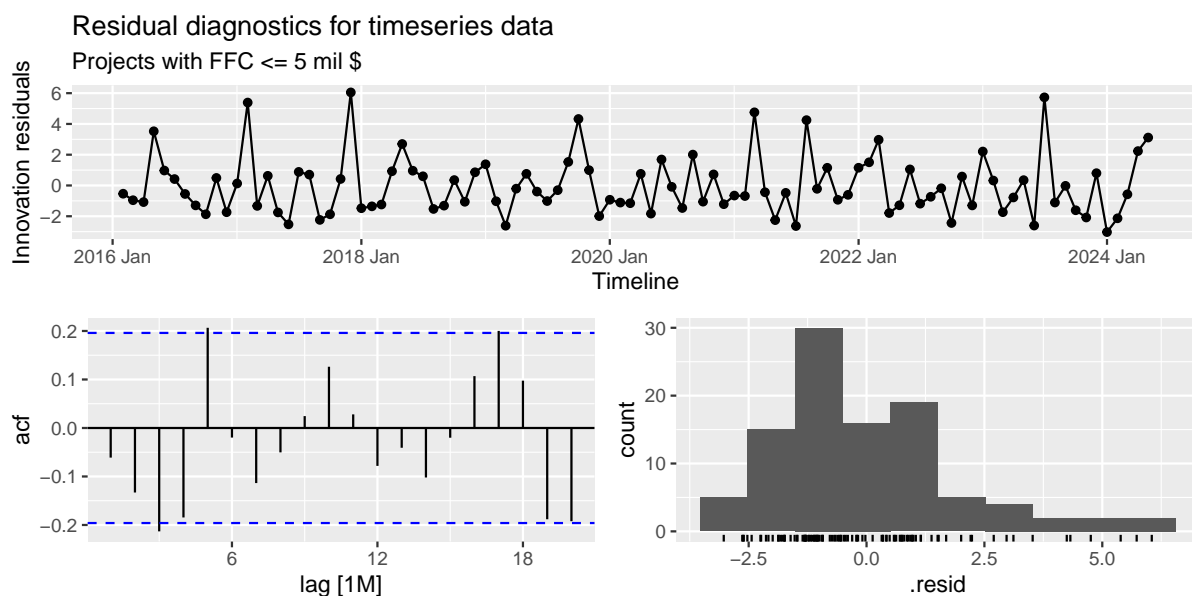 Residual diagnostics for timeseries data
Projects with FFC <= 5 mil $
Innovation residuals
6
4
2
0
−2
2016 Jan
2018 Jan
2020 Jan
2022 Jan
2024 Jan
Timeline
acf
0.2
0.1
0.0
−0.1
−0.2
6
12
18
lag [1M]
count
30
20
10
0
−2.5
0.0
2.5
5.0
.resid